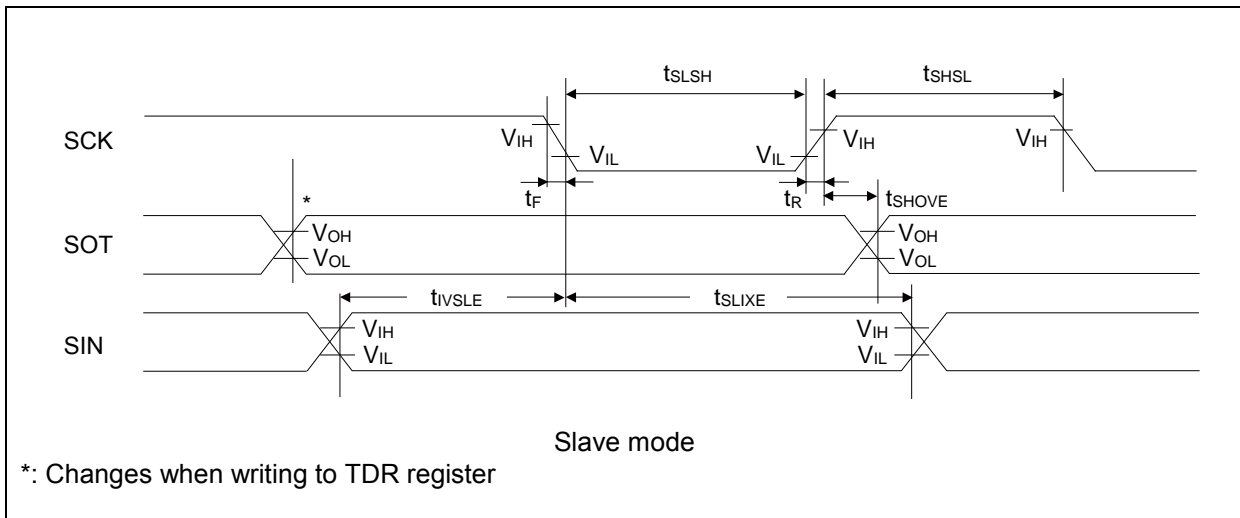 tSLSH tSHSL
SCK VIH VIL VIL VIH VIH
tF tR tSHOVE
*
SOT VOH VOH
VOL VOL
tIVSLE tSLIXE
SIN VIH VIH
VIL VIL
Slave mode
*: Changes when writing to TDR register